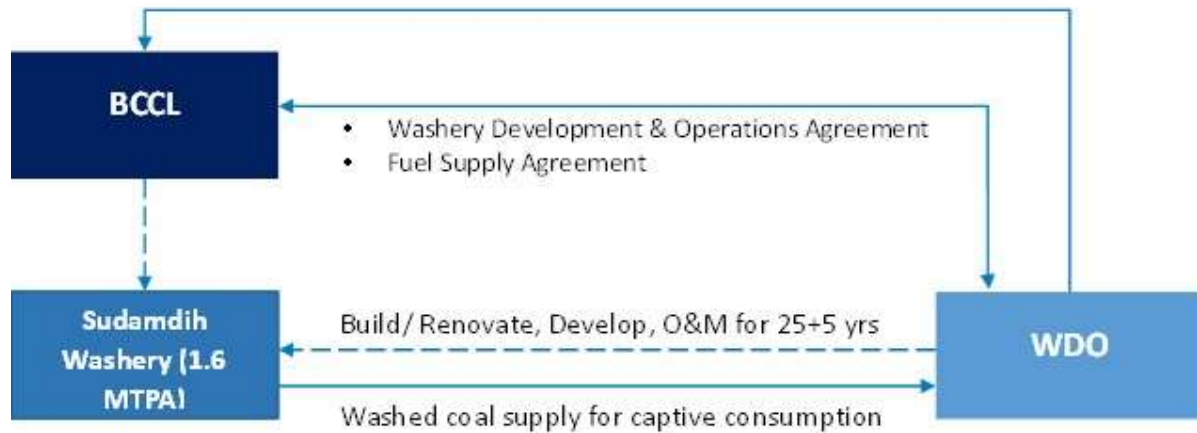 BCCL
• Washery Development & Operations Agreement
• Fuel Supply Agreement
Sudamdih
Washery (1.6
MTPA)
Build/ Renovate, Develop, O&M for 25+5 yrs
WDO
Washed coal supply for captive consumption